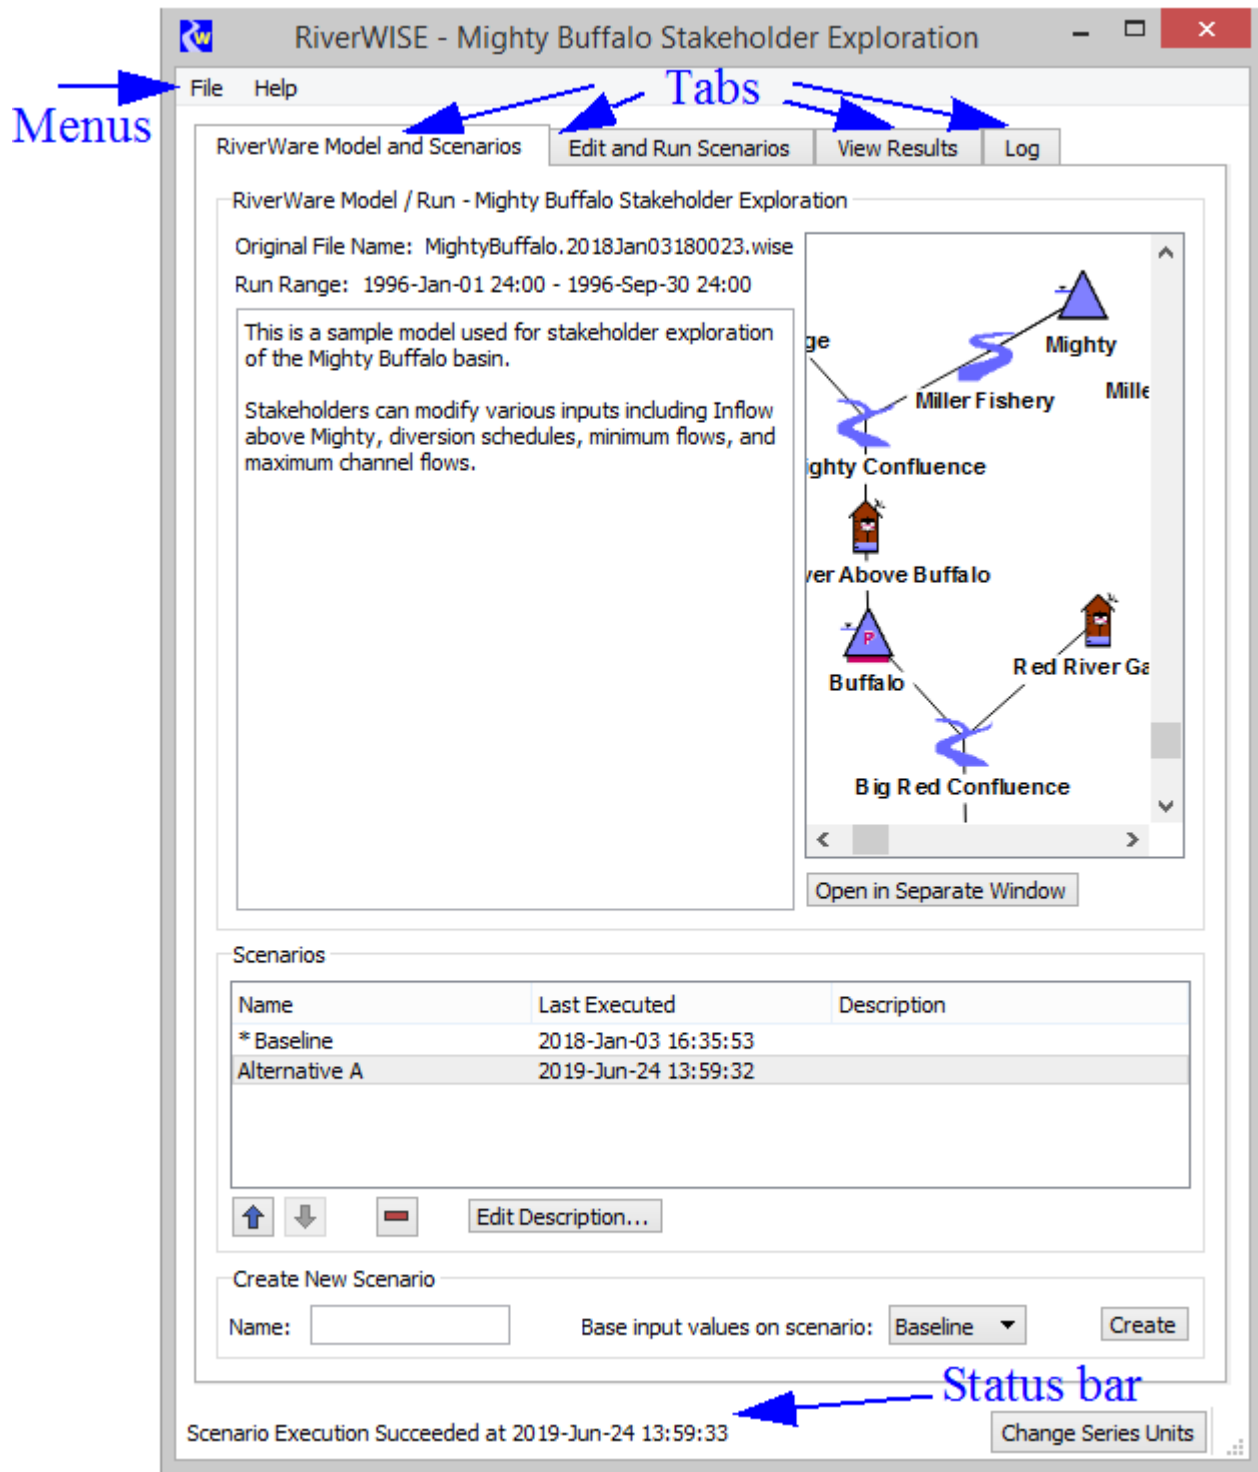 RiverWISE - Mighty Buffalo Stakeholder Exploration
File Help
Menus
Tabs
RiverWare Model and Scenarios
Edit and Run Scenarios
View Results
Log
RiverWare Model / Run - Mighty Buffalo Stakeholder Exploration
Original File Name: MightyBuffalo.2018Jan03180023.wise
Run Range: 1996-Jan-01 24:00 - 1996-Sep-30 24:00
This is a sample model used for stakeholder exploration
of the Mighty Buffalo basin.
Stakeholders can modify various inputs including Inflow
above Mighty, diversion schedules, minimum flows, and
maximum channel flows.
ge
Mighty
Miller Fishery
Mille
ighty Confluence
ver Above Buffalo
P
Buffalo
Red River Ga
Big Red Confluence
Open in Separate Window
Scenarios
Name Last Executed Description
* Baseline 2018-Jan-03 16:35:53
Alternative A 2019-Jun-24 13:59:32
Edit Description...
Create New Scenario
Name: Base input values on scenario: Baseline Create
Status bar
Scenario Execution Succeeded at 2019-Jun-24 13:59:33
Change Series Units